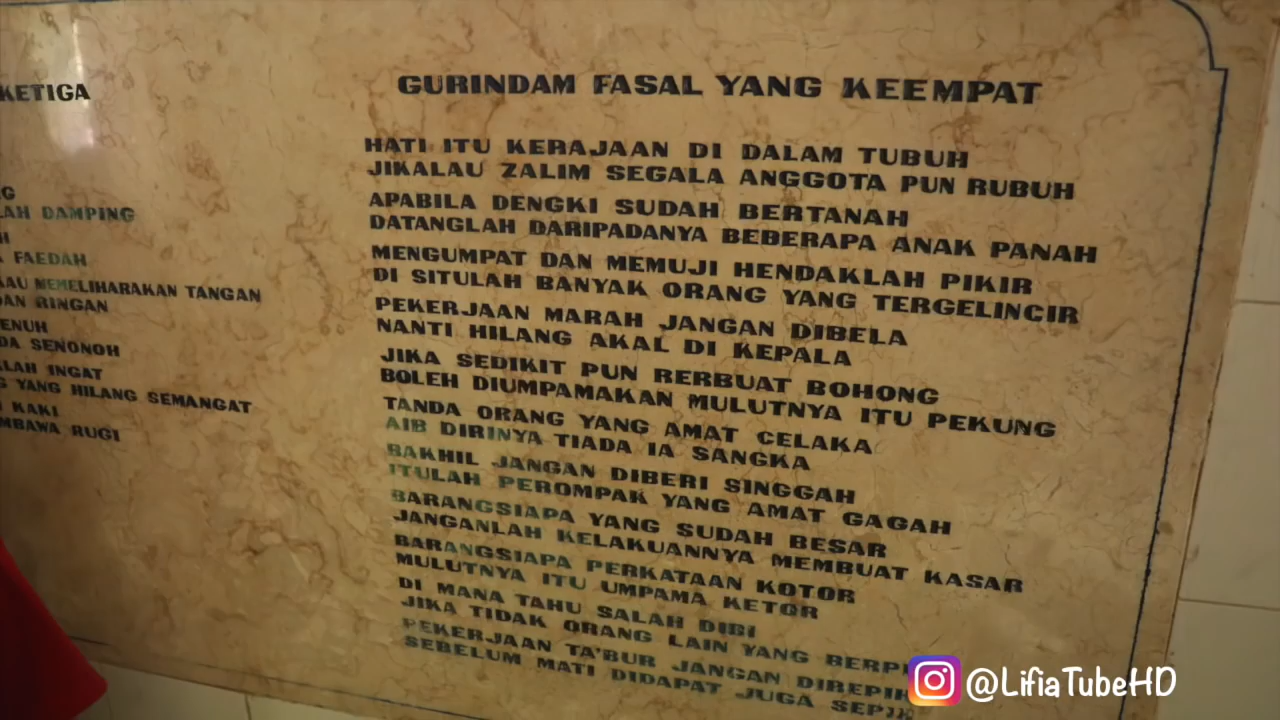 KETIGA
LAH DAMPING
FAEDAH
MEMELIHARAKAN TANGAN
DAN RINGAN
SENONOH
INGAT
YANG HILANG SEMANGAT
KAKI
RUGI
GURINDAM FASAL YANG KEEMPAT
HATI ITU KERAJAAN DI DALAM TUBUH
JIKALAU ZALIM SEGALA ANGGOTA PUN RUBUH
APABILA DENGKI SUDAH BERTANAH
DATANGLAH DARIPADANYA BEBERAPA ANAK PANAH
MENGUMPAT DAN MEMUJI HENDAKLAH PIKIR
DI SITULAH BANYAK ORANG YANG TERGELINCIR
PEKERJAAN MARAH JANGAN DIBELA
NANTI HILANG AKAL DI KEPALA
JIKA SEDIKIT PUN RERBUAT BOHONG
BOLEH DIUMPAMAKAN MULUTNYA ITU PEKUNG
TANDA ORANG YANG AMAT CELAKA
AIB DIRINYA TIADA IA SANGKA
BAKHIL JANGAN DIBERI SINGGAH
ITULAH PEROMPAK YANG AMAT GAGAH
BARANGSIAPA YANG SUDAH BESAR
JANGANLAH KELAKUANNYA MEMBUAT KASAR
BARANGSIAPA PERKATAAN KOTOR
MULUTNYA ITU UMPAMA KETOR
DI MANA TAHU SALAH DIRI
JIKA TIDAK ORANG LAIN YANG
PEKERJAAN TA'BUR JANGAN
SEBELUM MATI DIDAPAT JUGA
@LifiaTubeHD